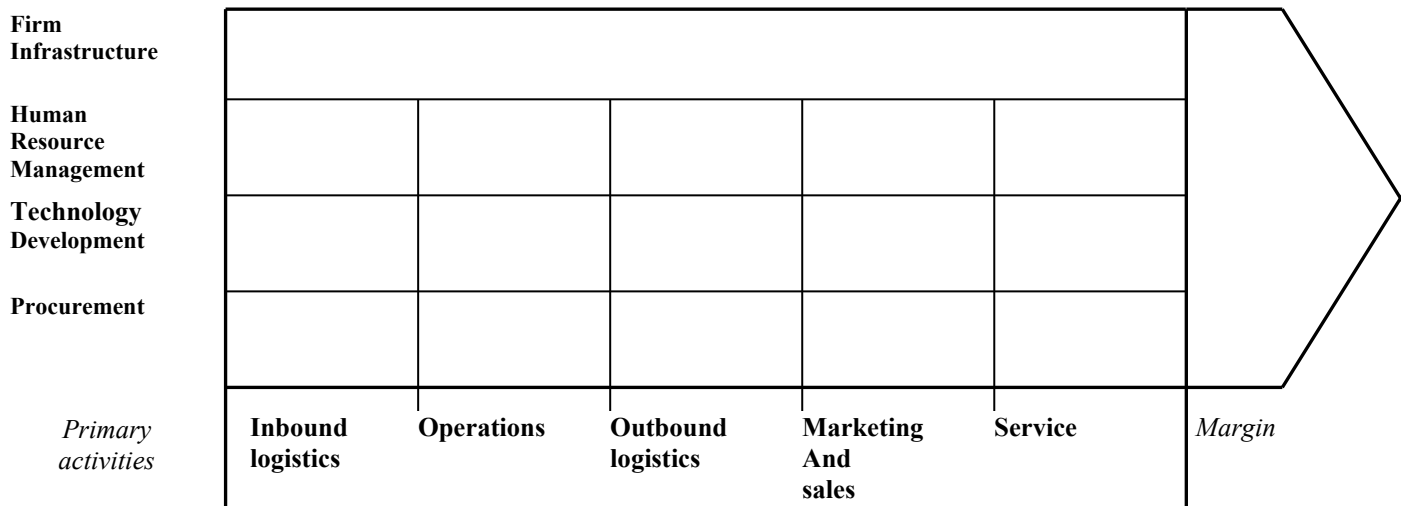 Firm
Infrastructure
Human
Resource
Management
Technology
Development
Procurement
Primary
activities
Inbound
logistics
Operations
Outbound
logistics
Marketing
And
sales
Service
Margin